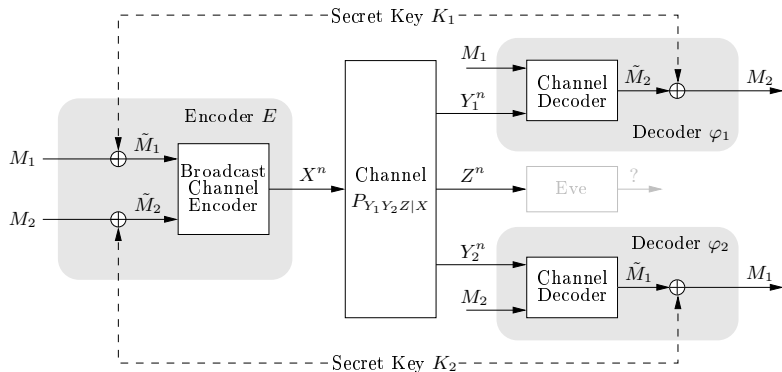 Secret Key K₁
M₁
M̃₂
M₂
Channel
Decoder
Y₁ⁿ
Decoder φ₁
Encoder E
M₁
M̃₁
Broadcast
Channel
Encoder
Xⁿ
M₂
M̃₂
Channel
P_{Y₁Y₂Z|X}
Zⁿ
Eve
?
Y₂ⁿ
Decoder φ₂
M̃₁
M₁
Channel
Decoder
M₂
Secret Key K₂